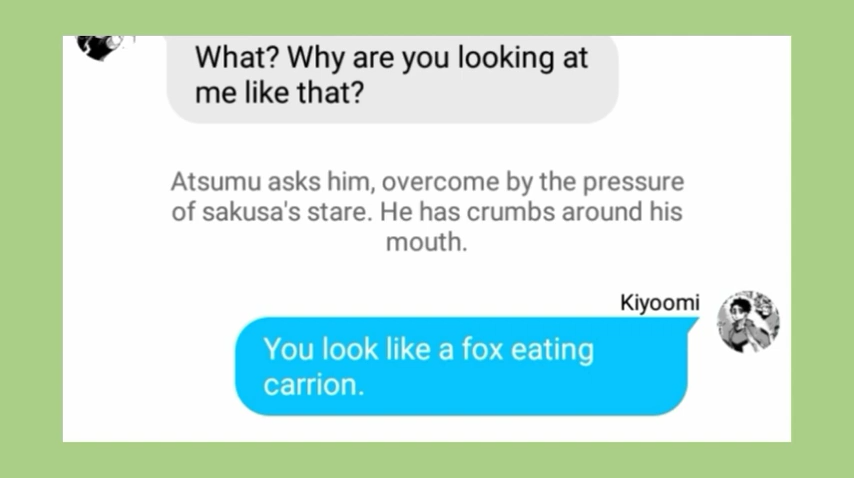 What? Why are you looking at
me like that?
Atsumu asks him, overcome by the pressure
of sakusa's stare. He has crumbs around his
mouth.
Kiyoomi
You look like a fox eating
carrion.